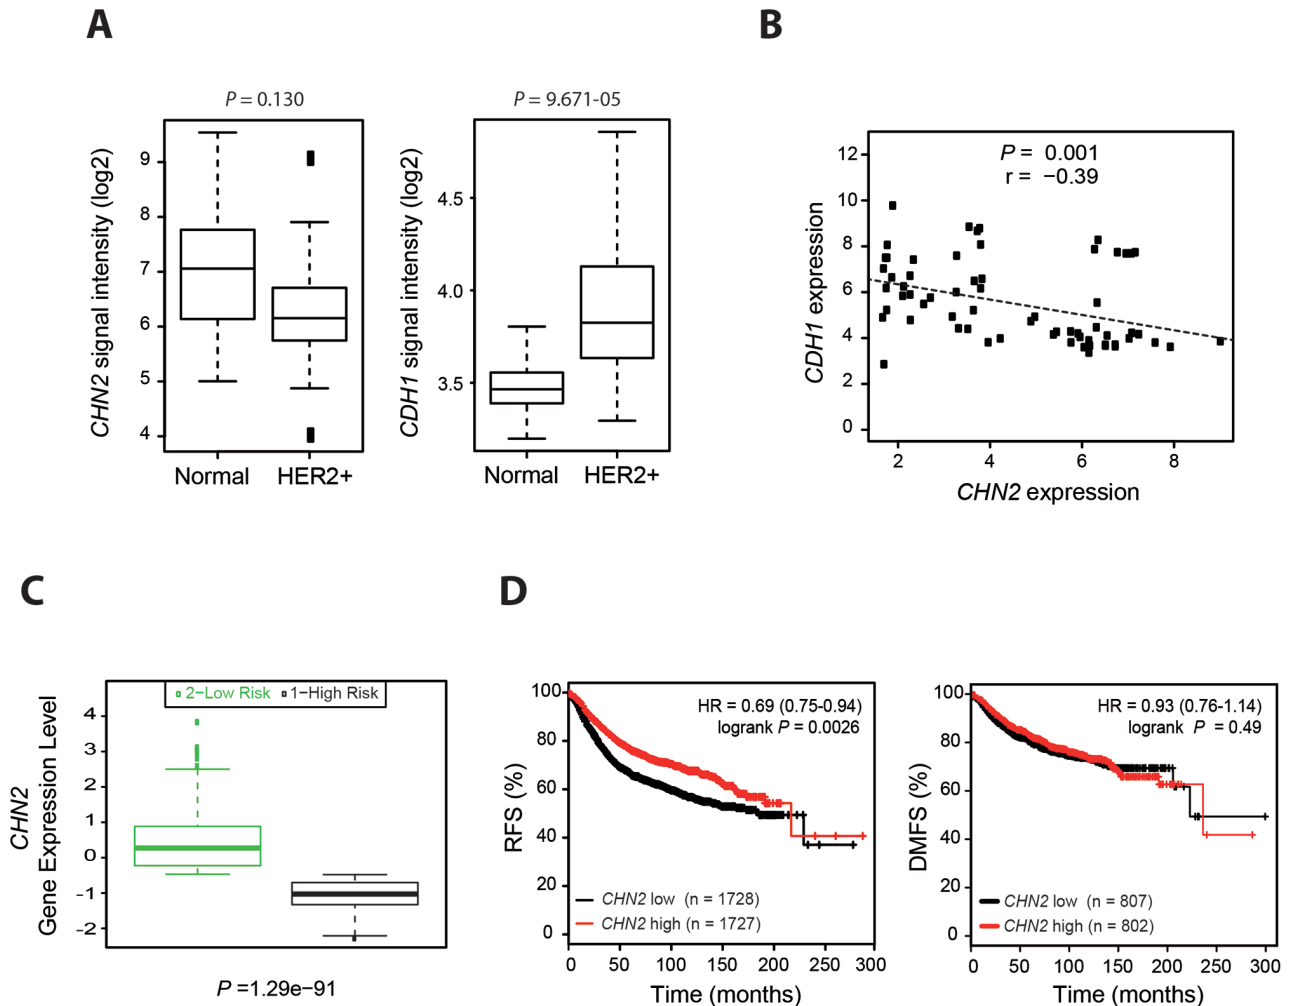 A
P = 0.130
CHN2 signal intensity (log2)
9
8
7
6
5
4
Normal
HER2+
P = 9.671-05
CDH1 signal intensity (log2)
4.5
4.0
3.5
Normal
HER2+
B
P = 0.001
r = −0.39
CDH1 expression
12
10
8
6
4
2
0
2
4
6
8
CHN2 expression
C
2−Low Risk
1−High Risk
CHN2
Gene Expression Level
4
3
2
1
0
-1
-2
P =1.29e−91
D
HR = 0.69 (0.75-0.94)
logrank P = 0.0026
RFS (%)
100
80
60
40
20
0
CHN2 low (n = 1728)
CHN2 high (n = 1727)
0
50
100
150
200
250
300
Time (months)
HR = 0.93 (0.76-1.14)
logrank P = 0.49
DMFS (%)
100
80
60
40
20
0
CHN2 low (n = 807)
CHN2 high (n = 802)
0
50
100
150
200
250
300
Time (months)